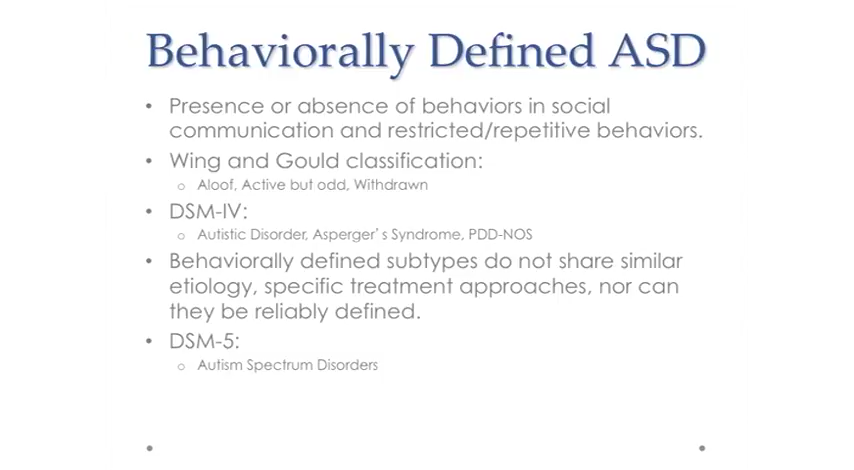 Behaviorally Defined ASD
• Presence or absence of behaviors in social
communication and restricted/repetitive behaviors.
• Wing and Gould classification:
o Aloof, Active but odd, Withdrawn
• DSM-IV:
o Autistic Disorder, Asperger’s Syndrome, PDD-NOS
• Behaviorally defined subtypes do not share similar
etiology, specific treatment approaches, nor can
they be reliably defined.
• DSM-5:
o Autism Spectrum Disorders